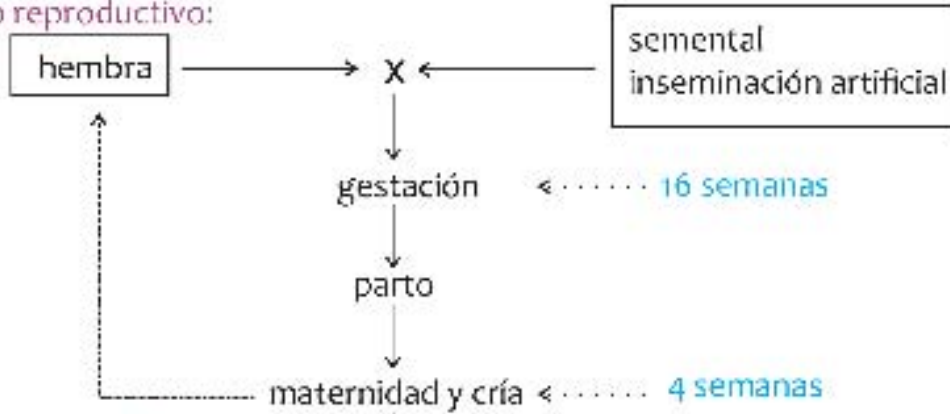 o reproductivo:
hembra
X
semental
inseminación artificial
gestación
16 semanas
parto
maternidad y cría
4 semanas